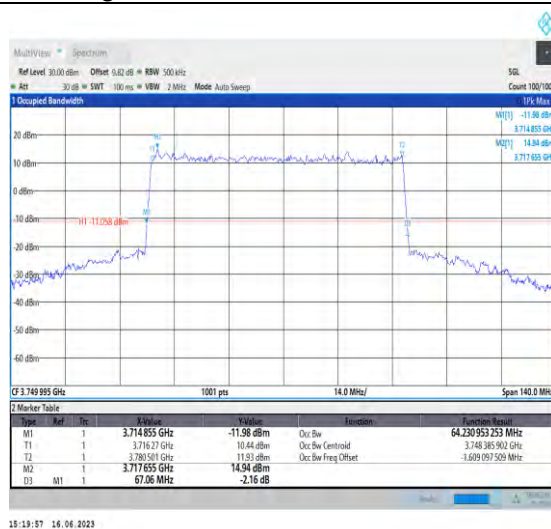 MultiView Spectrum
Ref Level 30.00 dBm Offset 9.82 dB RBW 500 kHz SGL
Att 30 dB SWT 100 ms VBW 2 MHz Mode Auto Sweep Count 100/100
1 Occupied Bandwidth 1Pk Max
M1[1] -11.98 dBm
3.714 855 GHz
M2[1] 14.94 dBm
3.717 655 GHz
20 dBm
T2
10 dBm
0 dBm
-10 dBm
H1 -11.058 dBm
-20 dBm
-30 dBm
-40 dBm
-50 dBm
-60 dBm
CF 3.749 995 GHz 1001 pts 14.0 MHz/ Span 140.0 MHz
2 Marker Table
Type Ref Trc X-Value Y-Value Function Function Result
M1 1 3.714 855 GHz -11.98 dBm Occ Bw 64.230 953 253 MHz
T1 1 3.716 27 GHz 10.44 dBm Occ Bw Centroid 3.748 385 902 GHz
T2 1 3.780 501 GHz 11.93 dBm Occ Bw Freq Offset -1.609 097 509 MHz
M2 1 3.717 655 GHz 14.94 dBm
D3 M1 1 67.06 MHz -2.16 dB
15:19:57 16.06.2023